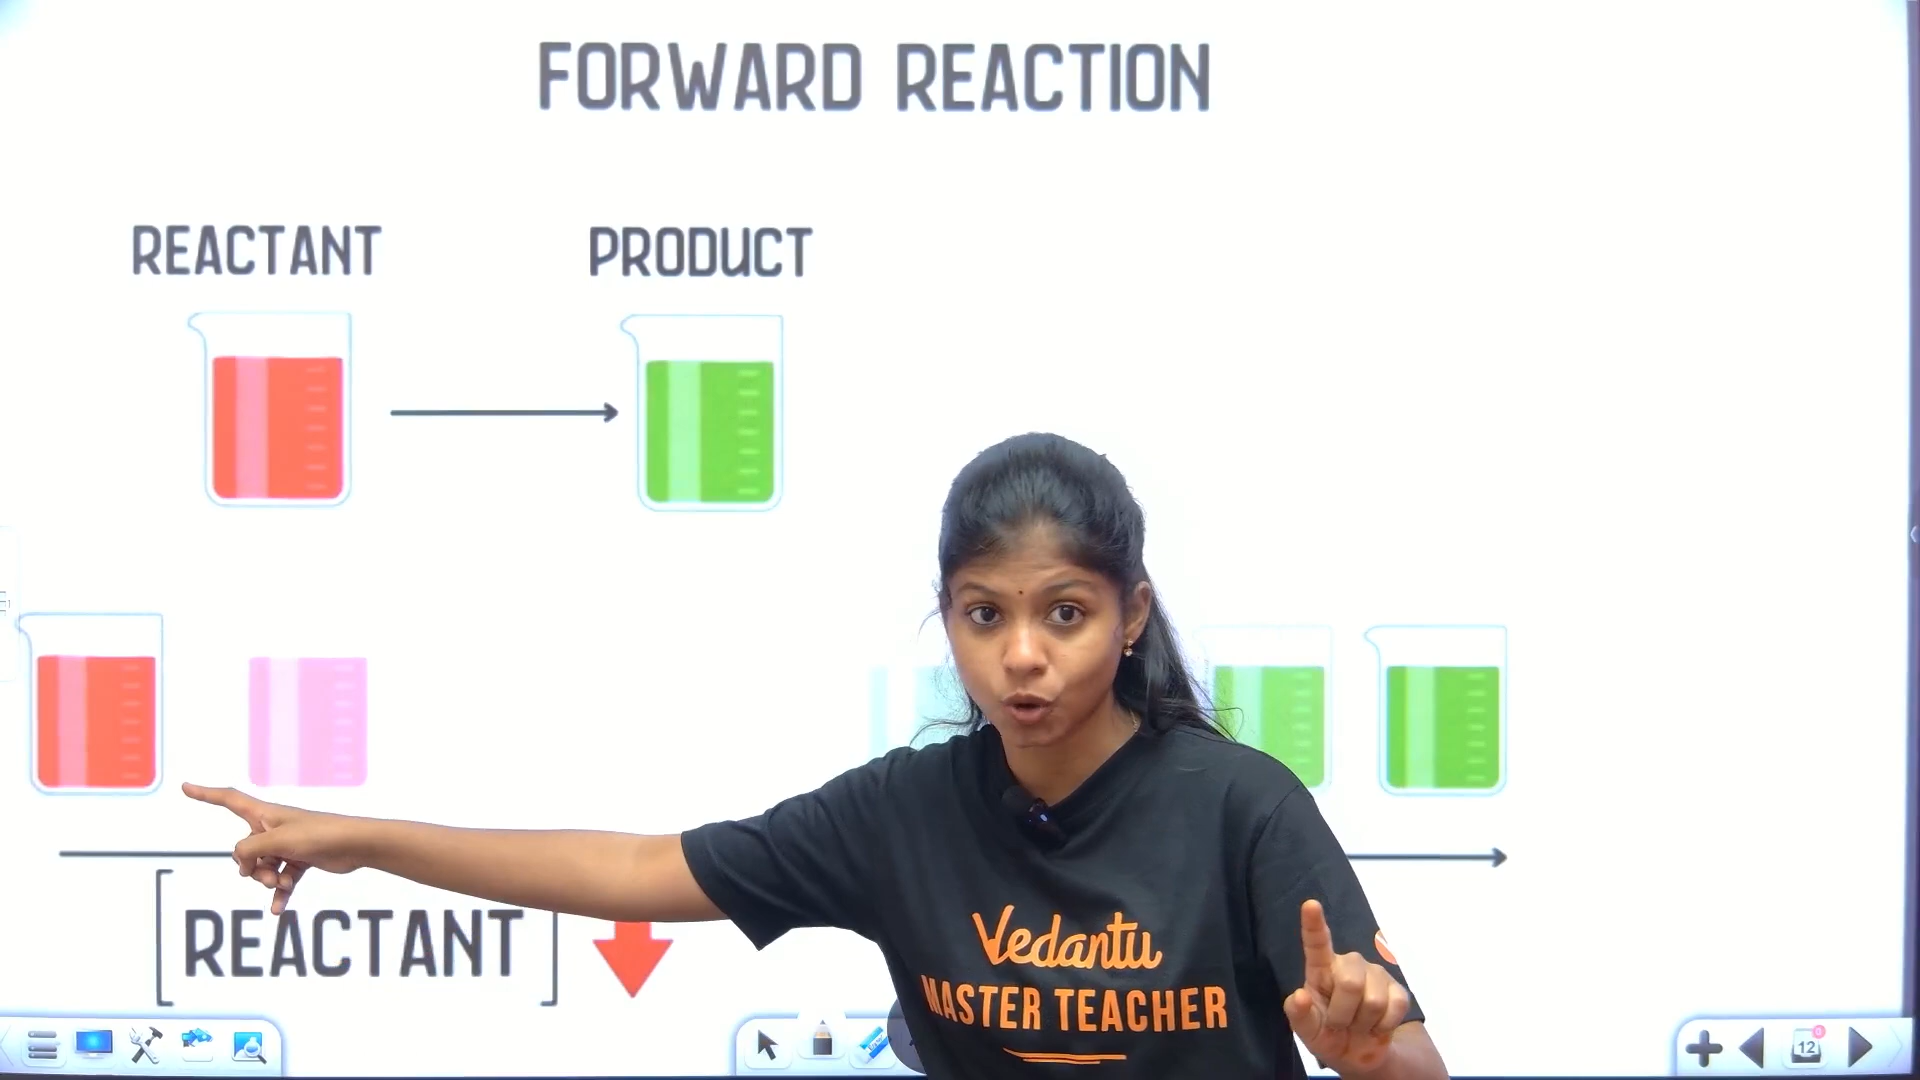 FORWARD REACTION
REACTANT
PRODUCT
[REACTANT]
Vedantu
MASTER TEACHER
12